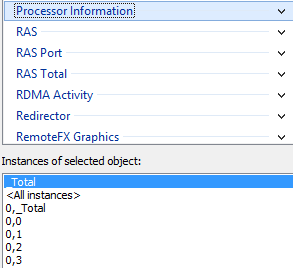 Processor Information
RAS
RAS Port
RAS Total
RDMA Activity
Redirector
RemoteFX Graphics
Instances of selected object:
_Total
<All instances>
0,_Total
0,0
0,1
0,2
0,3